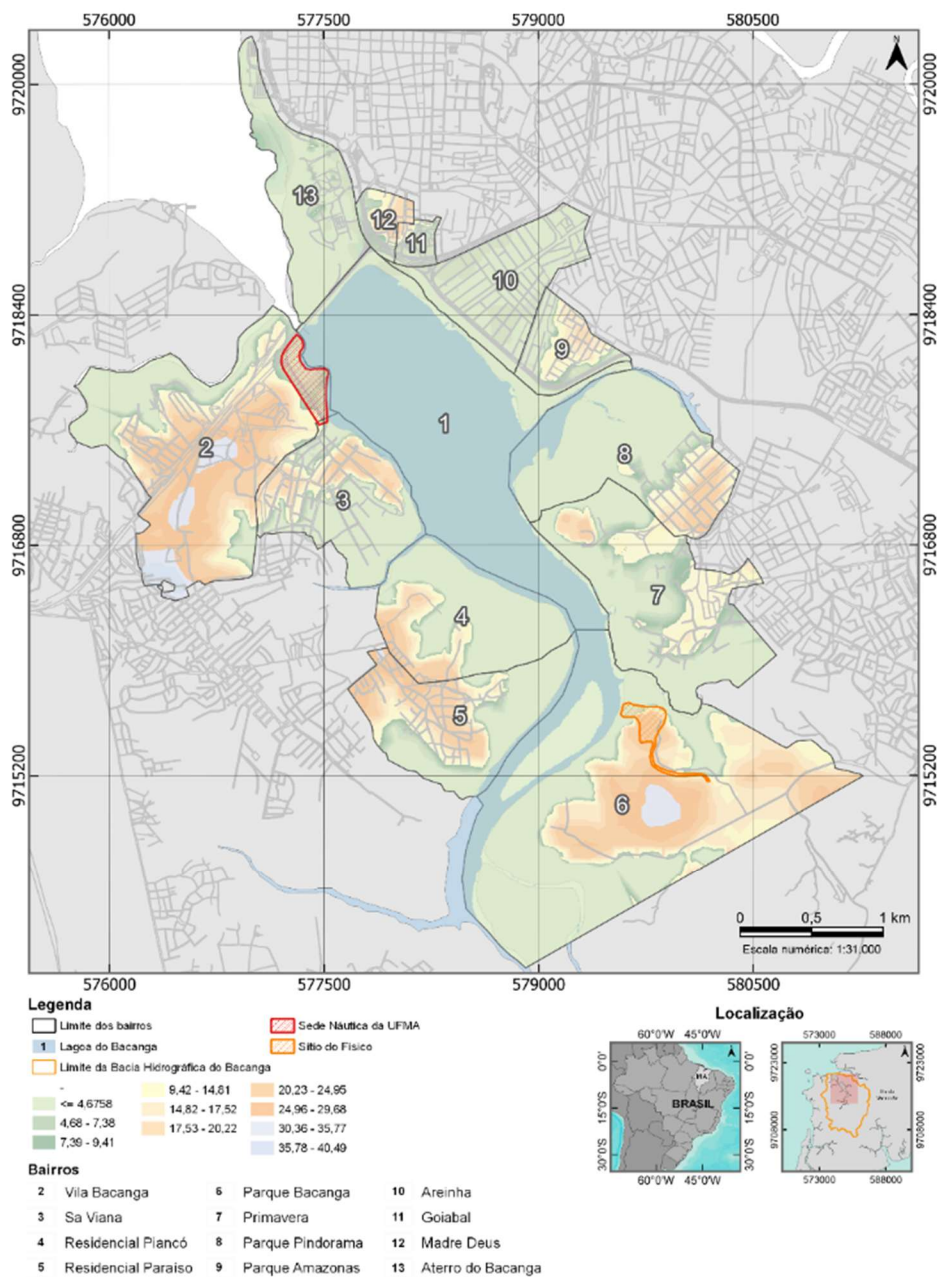 576000 577500 579000 580500
N
9720000 9720000
13
12
11
10
9718400 9718400
9
1
2
8
3
9716800 9716800
7
4
5
9715200 9715200
6
0 0,5 1 km
Escala numérica: 1:31.000
576000 577500 579000 580500
Legenda
Limite dos bairros
Sede Náutica da UFMA
1 Lagoa do Bacanga
Sítio do Físico
Limite da Bacia Hidrográfica do Bacanga
- 9,42 - 14,81 20,23 - 24,95
<= 4,6758 14,82 - 17,52 24,96 - 29,68
4,68 - 7,38 17,53 - 20,22 30,36 - 35,77
7,39 - 9,41 35,78 - 40,49
Localização
60°0'W 45°0'W
573000 588000
0°0' 0°0'
9723000 9723000
MA
BRASIL
15°0'S 15°0'S
9708000 9708000
30°0'S 30°0'S
60°0'W 45°0'W
573000 588000
Bairros
2 Vila Bacanga 6 Parque Bacanga 10 Areinha
3 Sa Viana 7 Primavera 11 Goiabal
4 Residencial Piancó 8 Parque Pindorama 12 Madre Deus
5 Residencial Paraíso 9 Parque Amazonas 13 Aterro do Bacanga